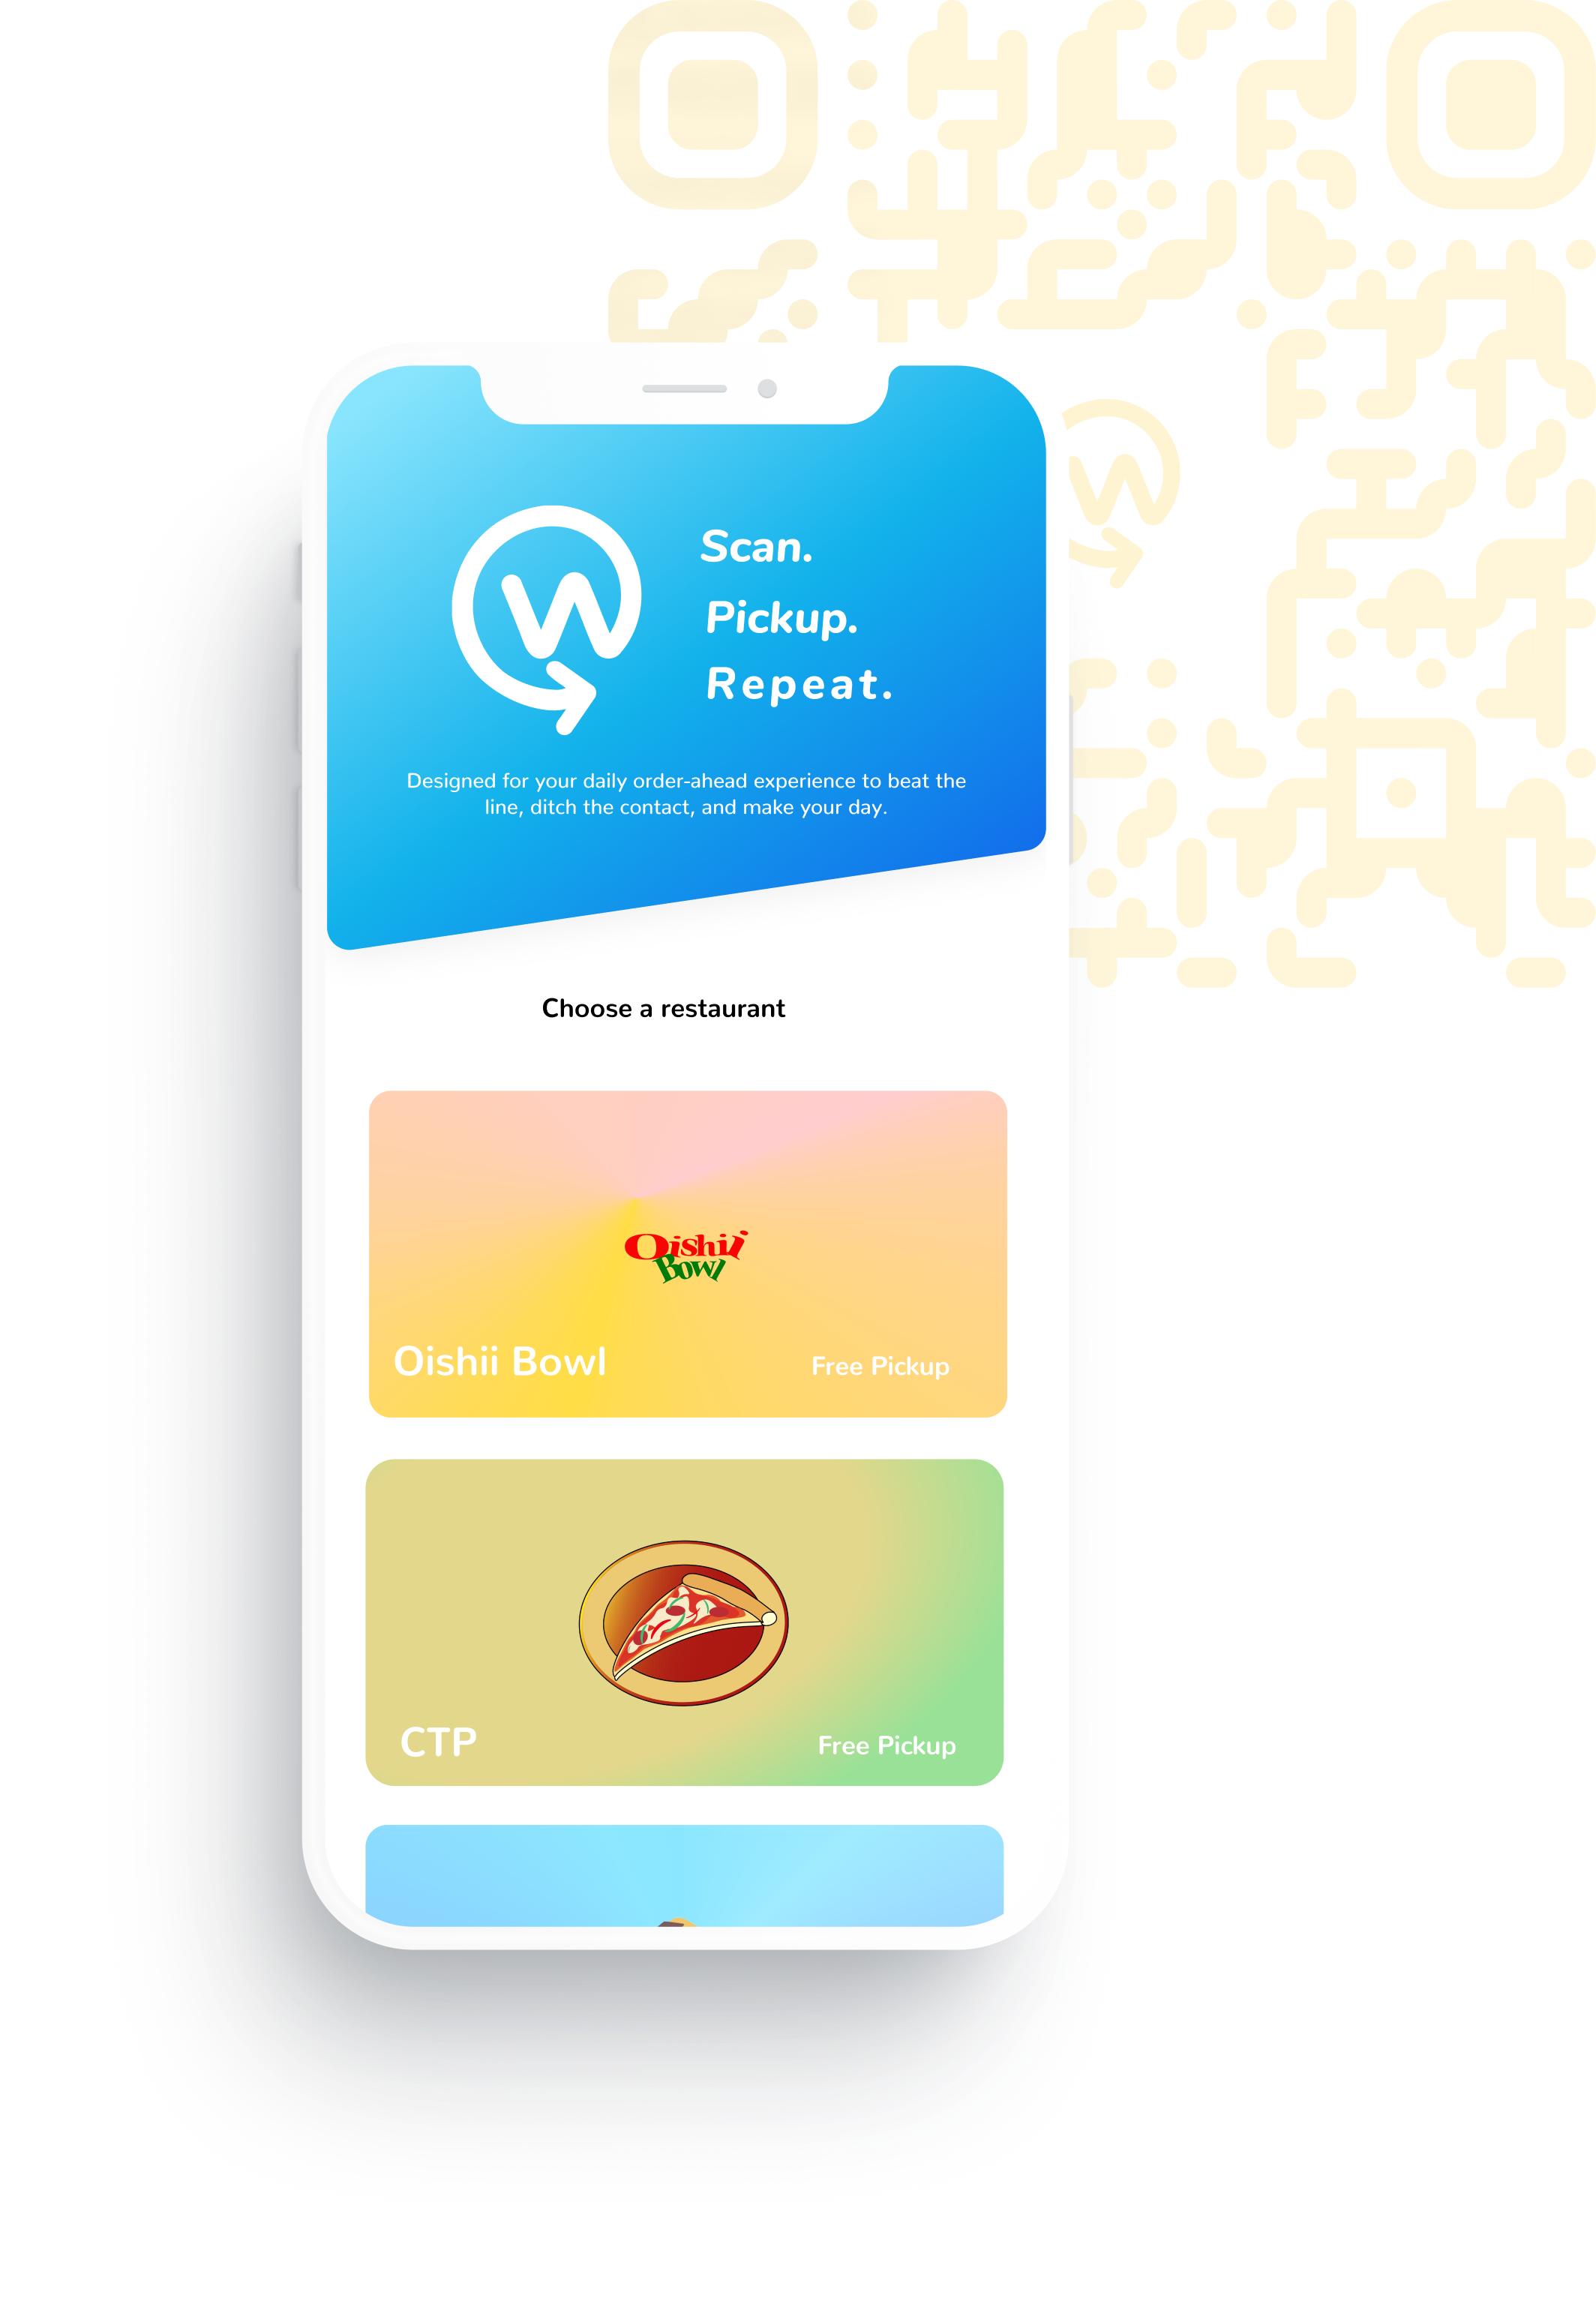 Scan.
Pickup.
Repeat.
Designed for your daily order-ahead experience to beat the
line, ditch the contact, and make your day.
Choose a restaurant
Oishii
Bowl
Oishii Bowl
Free Pickup
CTP
Free Pickup